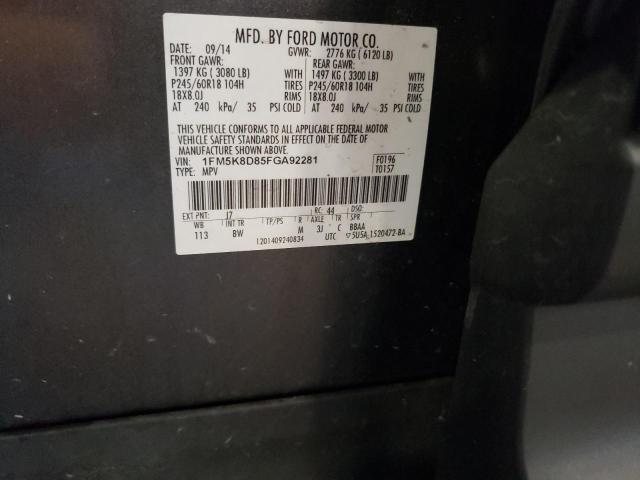 MFD. BY FORD MOTOR CO.
DATE: 09/14 GVWR: 2776 KG ( 6120 LB)
FRONT GAWR: REAR GAWR:
1397 KG ( 3080 LB) WITH 1497 KG ( 3300 LB) WITH
P245/60R18 104H TIRES P245/60R18 104H TIRES
18X8.0J RIMS 18X8.0J RIMS
AT 240 kPa/ 35 PSI COLD AT 240 kPa/ 35 PSI COLD
THIS VEHICLE CONFORMS TO ALL APPLICABLE FEDERAL MOTOR
VEHICLE SAFETY STANDARDS IN EFFECT ON THE DATE OF
MANUFACTURE SHOWN ABOVE.
VIN: 1FM5K8D85FGA92281 F0196
TYPE: MPV T0157
EXT PNT: J7 RC: 44 DSO:
WB INT TR TP/PS R AXLE TR SPR
113 BW M 3J C BBAA
1201409240834 UTC 5U5A-1520472-BA